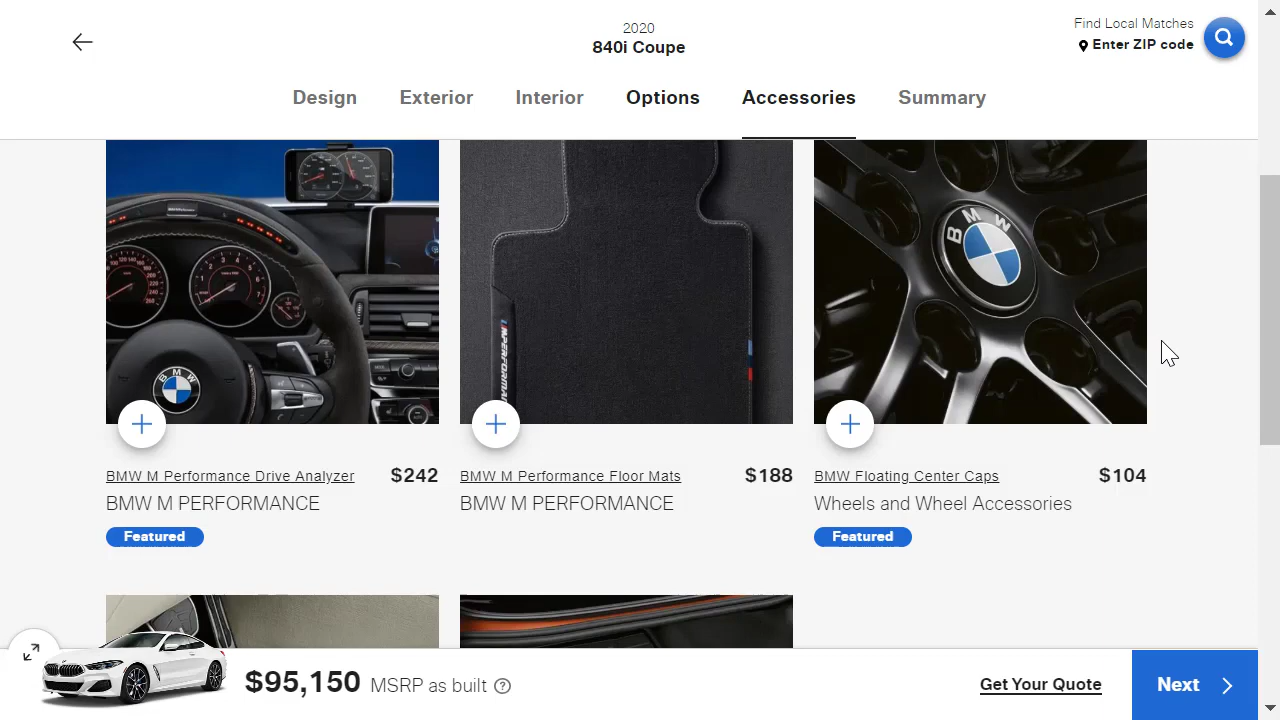 2020
840i Coupe
Find Local Matches
Enter ZIP code
Design
Exterior
Interior
Options
Accessories
Summary
BMW
BMW M Performance Drive Analyzer
$242
BMW M PERFORMANCE
Featured
BMW M Performance Floor Mats
$188
BMW M PERFORMANCE
BMW Floating Center Caps
$104
Wheels and Wheel Accessories
Featured
$95,150 MSRP as built
Get Your Quote
Next